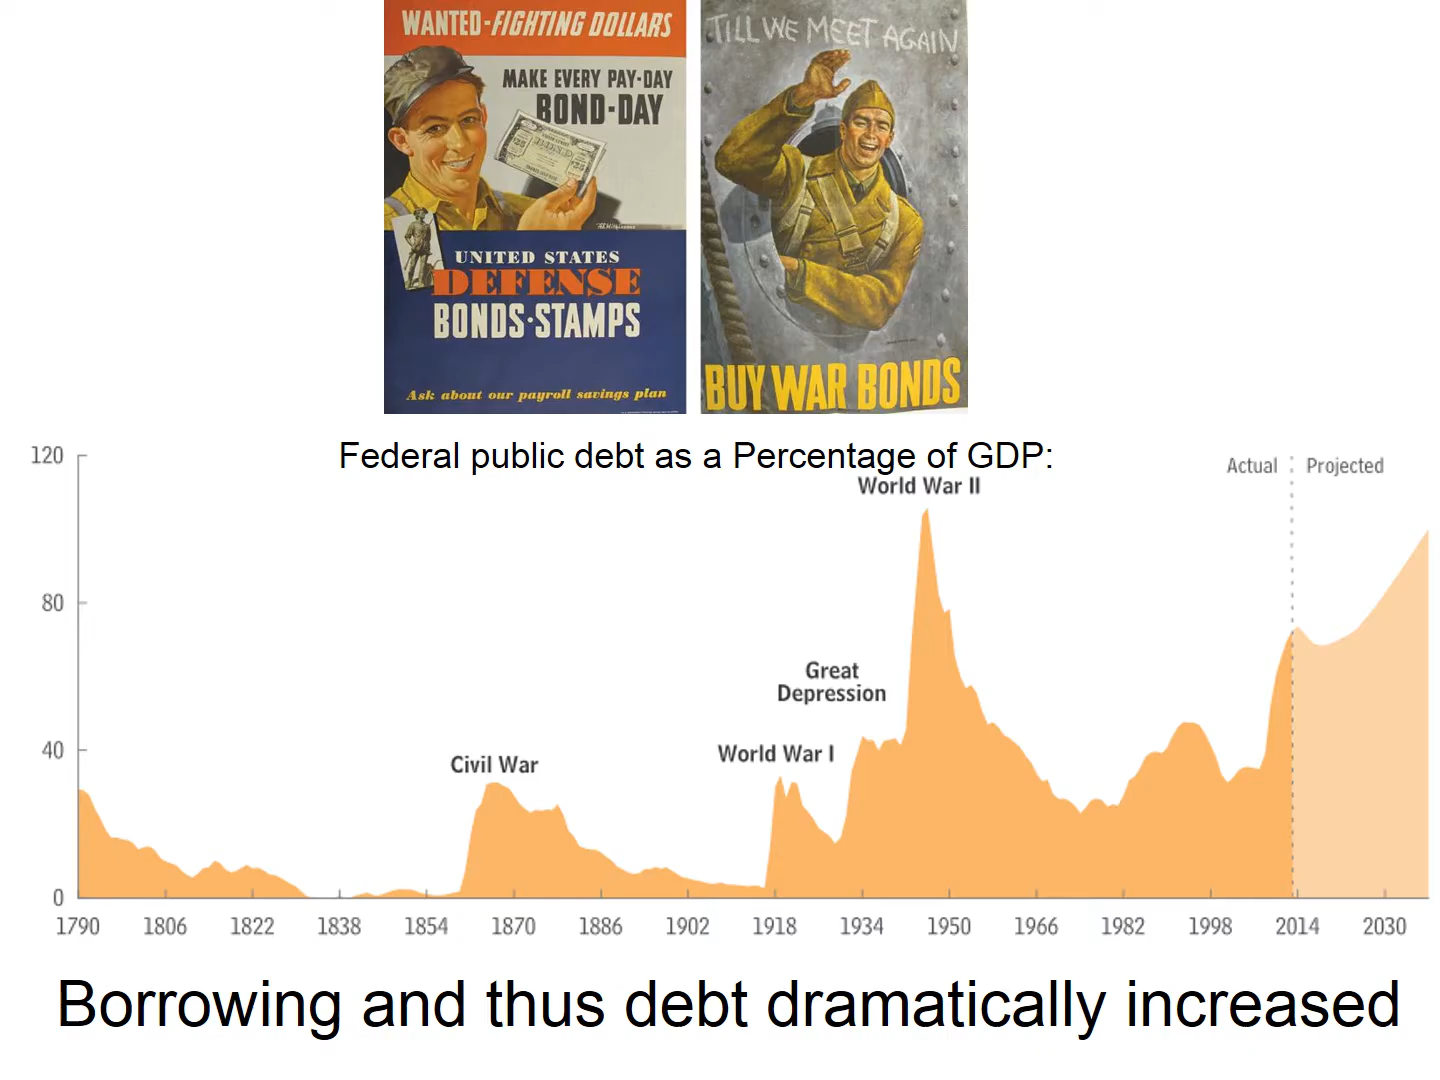 WANTED-FIGHTING DOLLARS
MAKE EVERY PAY-DAY
BOND-DAY
UNITED STATES
DEFENSE
BONDS·STAMPS
Ask about our payroll savings plan
TILL WE MEET AGAIN
BUY WAR BONDS
Federal public debt as a Percentage of GDP:
120
80
40
0
Actual
Projected
World War II
Great
Depression
World War I
Civil War
1790 1806 1822 1838 1854 1870 1886 1902 1918 1934 1950 1966 1982 1998 2014 2030
Borrowing and thus debt dramatically increased